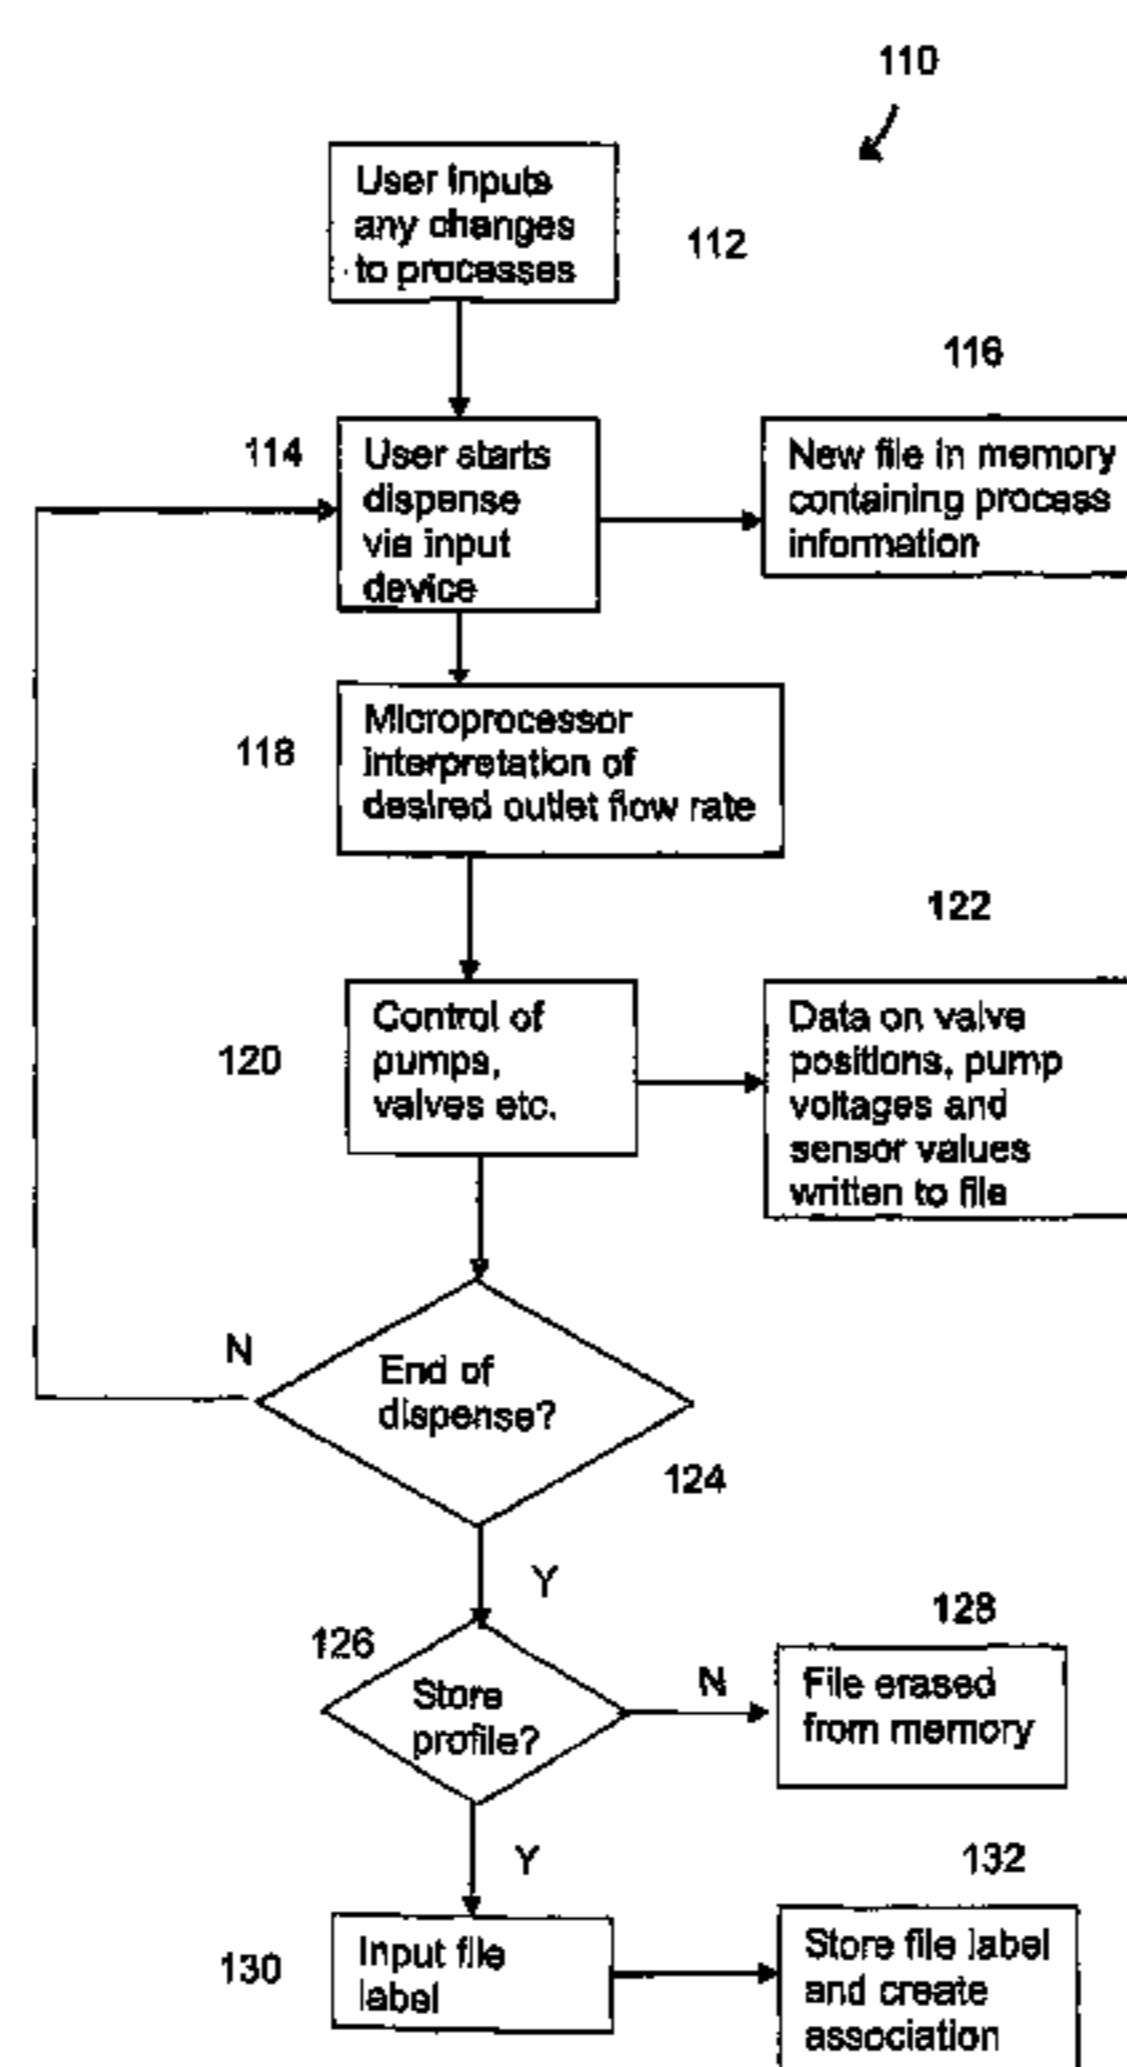 110
User inputs
any changes
to processes
112
116
114
User starts
dispense
via input
device
New file in memory
containing process
information
118
Microprocessor
interpretation of
desired outlet flow rate
122
120
Control of
pumps,
valves etc.
Data on valve
positions, pump
voltages and
sensor values
written to file
N
End of
dispense?
124
Y
128
126
Store
profile?
N
File erased
from memory
Y
132
130
Input file
label
Store file label
and create
association